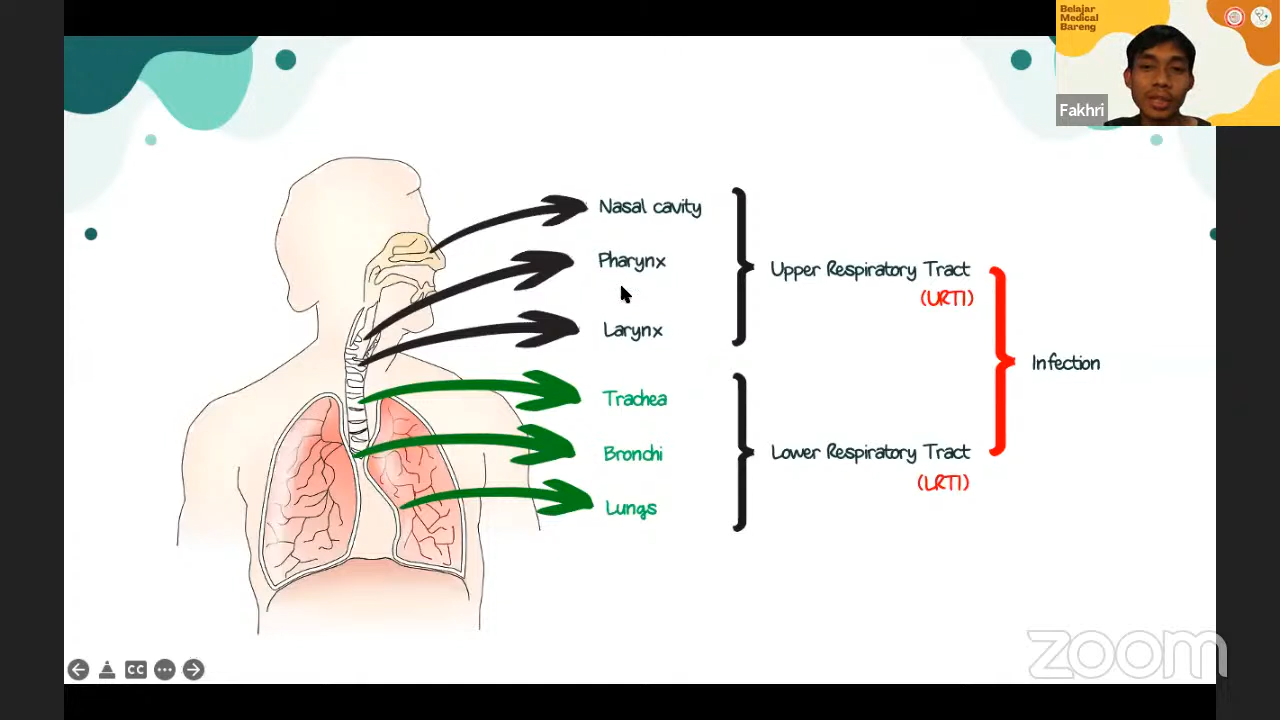 Belajar
Medical
Bareng
Fakhri
Nasal cavity
Pharynx
Larynx
Trachea
Bronchi
Lungs
Upper Respiratory Tract
(URTI)
Lower Respiratory Tract
(LRTI)
Infection
CC
zoom